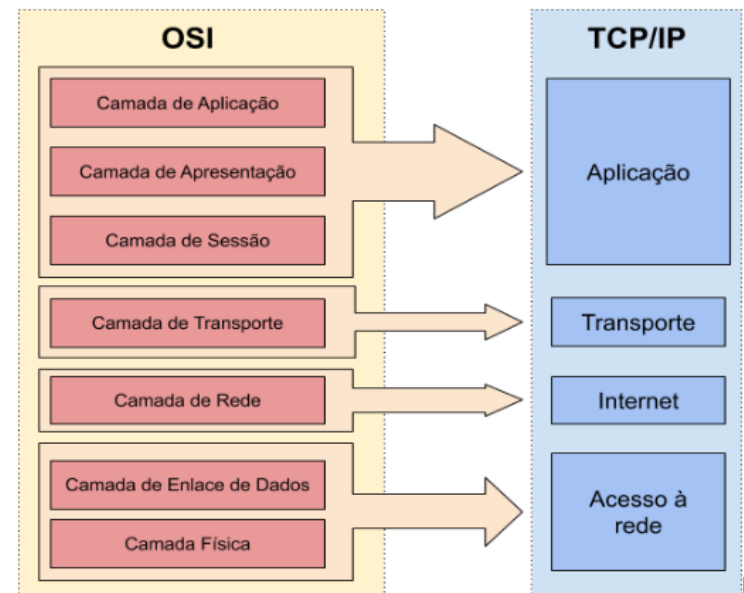 OSI
TCP/IP
Camada de Aplicação
Camada de Apresentação
Camada de Sessão
Aplicação
Camada de Transporte
Transporte
Camada de Rede
Internet
Camada de Enlace de Dados
Camada Física
Acesso à
rede